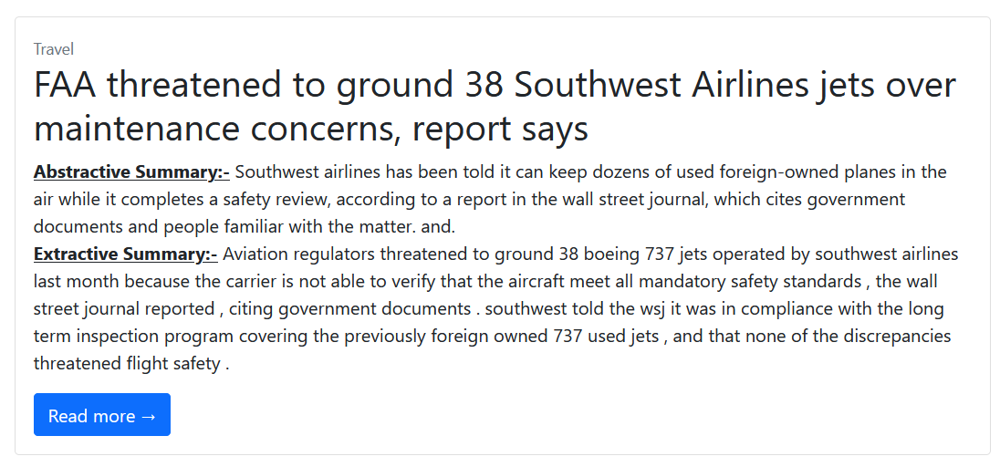 Travel
FAA threatened to ground 38 Southwest Airlines jets over
maintenance concerns, report says
Abstractive Summary:- Southwest airlines has been told it can keep dozens of used foreign-owned planes in the
air while it completes a safety review, according to a report in the wall street journal, which cites government
documents and people familiar with the matter. and.
Extractive Summary:- Aviation regulators threatened to ground 38 boeing 737 jets operated by southwest airlines
last month because the carrier is not able to verify that the aircraft meet all mandatory safety standards , the wall
street journal reported , citing government documents . southwest told the wsj it was in compliance with the long
term inspection program covering the previously foreign owned 737 used jets , and that none of the discrepancies
threatened flight safety .
Read more →